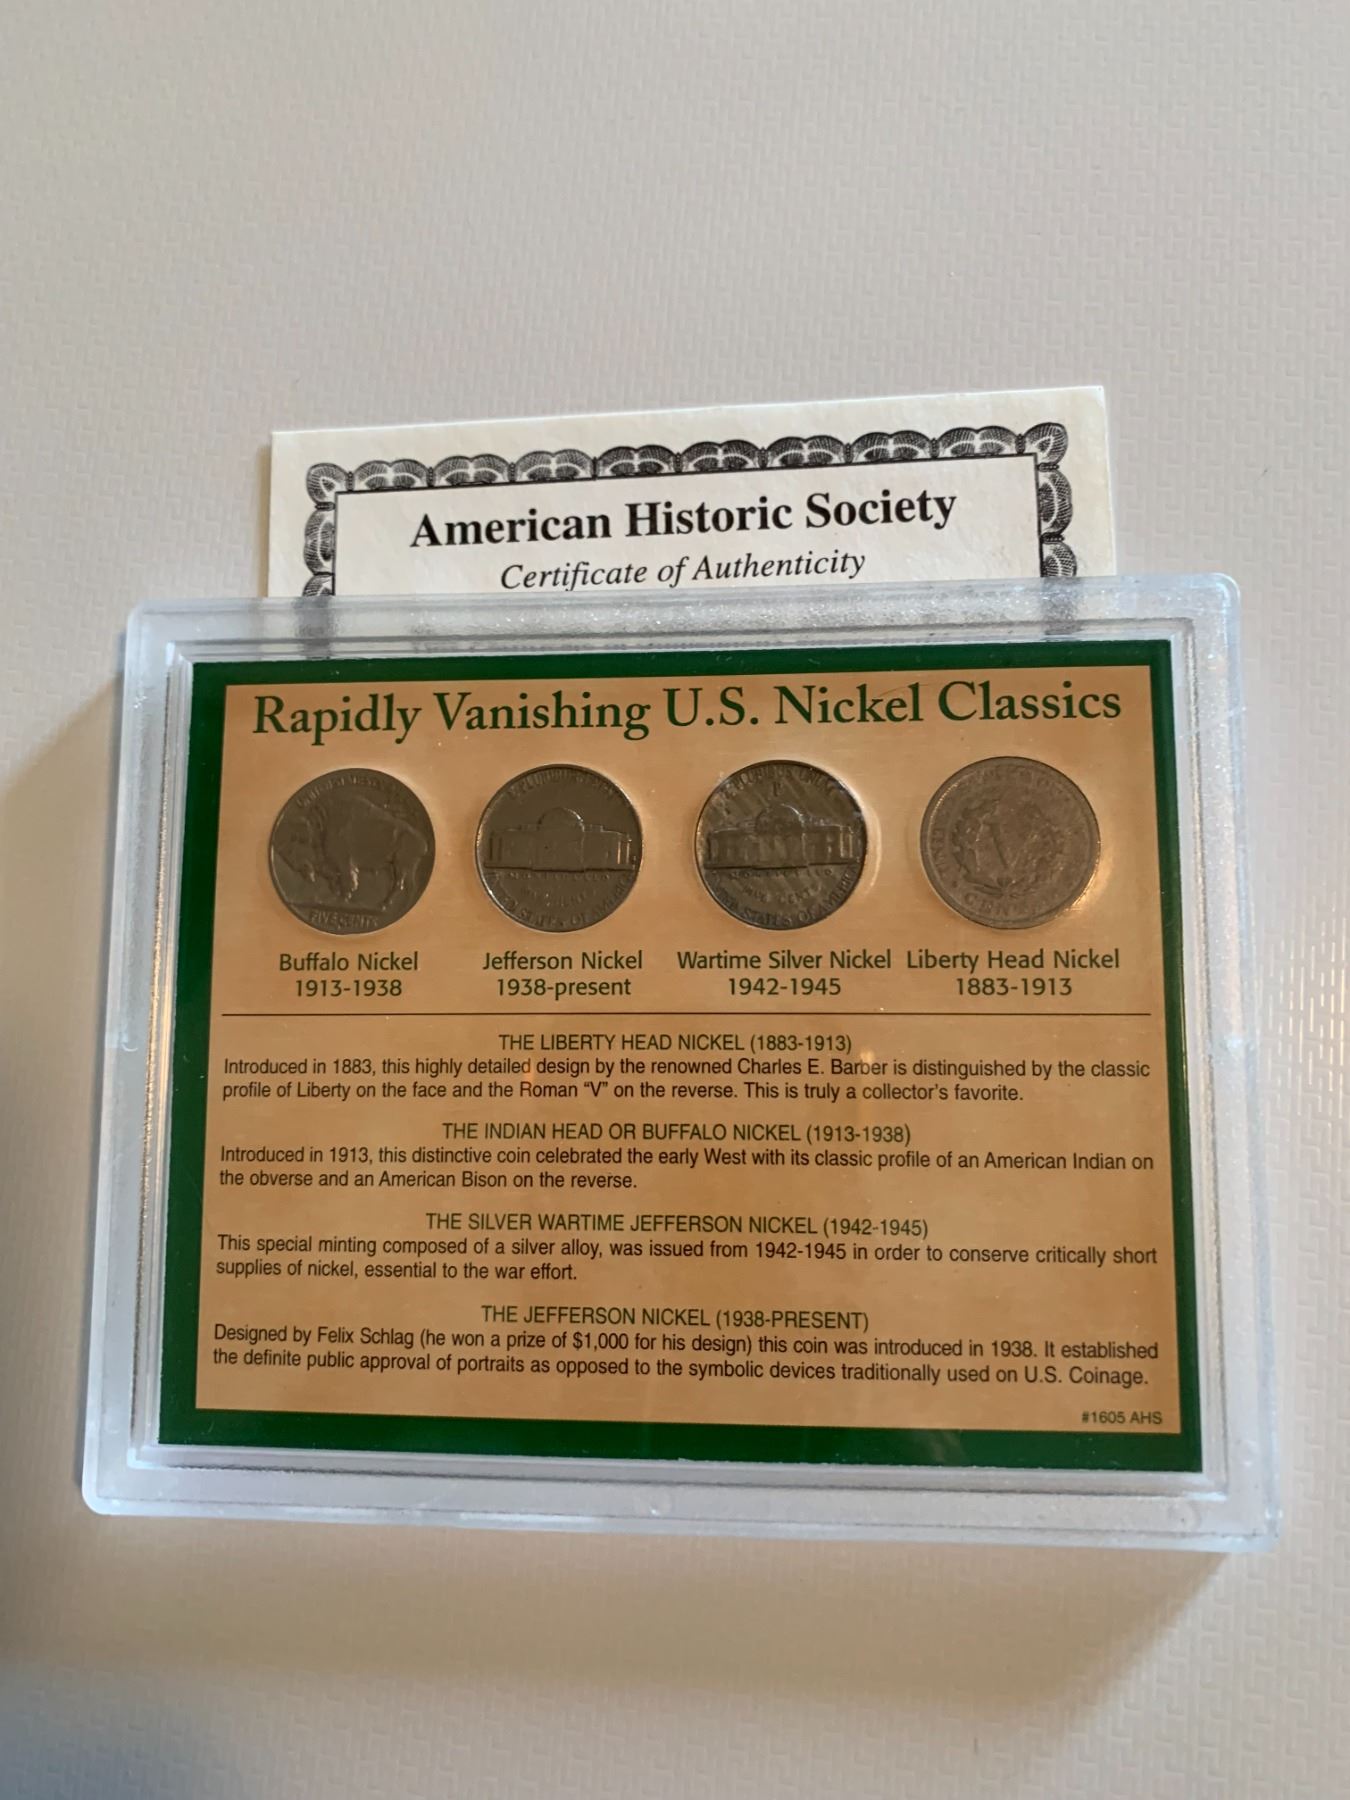 American Historic Society
Certificate of Authenticity
Rapidly Vanishing U.S. Nickel Classics
FIVE CENTS
MONTICELLO
P
MONTICELLO
UNITED STATES OF AMERICA
V
CENTS
Buffalo Nickel
1913-1938
Jefferson Nickel
1938-present
Wartime Silver Nickel
1942-1945
Liberty Head Nickel
1883-1913
THE LIBERTY HEAD NICKEL (1883-1913)
Introduced in 1883, this highly detailed design by the renowned Charles E. Barber is distinguished by the classic
profile of Liberty on the face and the Roman “V” on the reverse. This is truly a collector’s favorite.
THE INDIAN HEAD OR BUFFALO NICKEL (1913-1938)
Introduced in 1913, this distinctive coin celebrated the early West with its classic profile of an American Indian on
the obverse and an American Bison on the reverse.
THE SILVER WARTIME JEFFERSON NICKEL (1942-1945)
This special minting composed of a silver alloy, was issued from 1942-1945 in order to conserve critically short
supplies of nickel, essential to the war effort.
THE JEFFERSON NICKEL (1938-PRESENT)
Designed by Felix Schlag (he won a prize of $1,000 for his design) this coin was introduced in 1938. It established
the definite public approval of portraits as opposed to the symbolic devices traditionally used on U.S. Coinage.
#1605 AHS